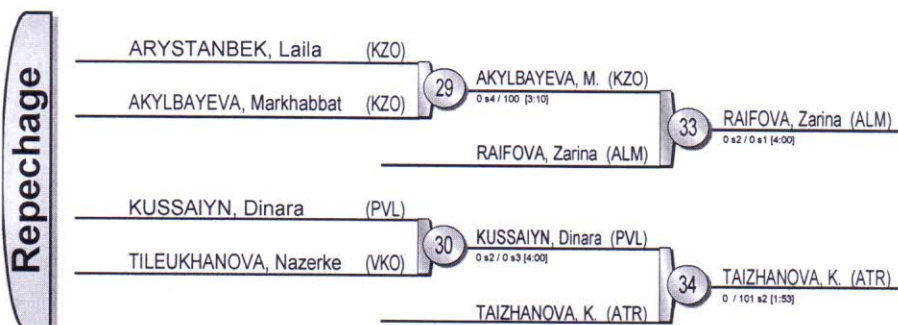 Repechage
ARYSTANBEK, Laila (KZO)
AKYLBAYEVA, Markhabbat (KZO)
29
AKYLBAYEVA, M. (KZO)
0 s4 / 100 [3:10]
RAIFOVA, Zarina (ALM)
33
RAIFOVA, Zarina (ALM)
0 s2 / 0 s1 [4:00]
KUSSAIYN, Dinara (PVL)
TILEUKHANOVA, Nazerke (VKO)
30
KUSSAIYN, Dinara (PVL)
0 s2 / 0 s3 [4:00]
TAIZHANOVA, K. (ATR)
34
TAIZHANOVA, K. (ATR)
0 / 101 s2 [1:53]